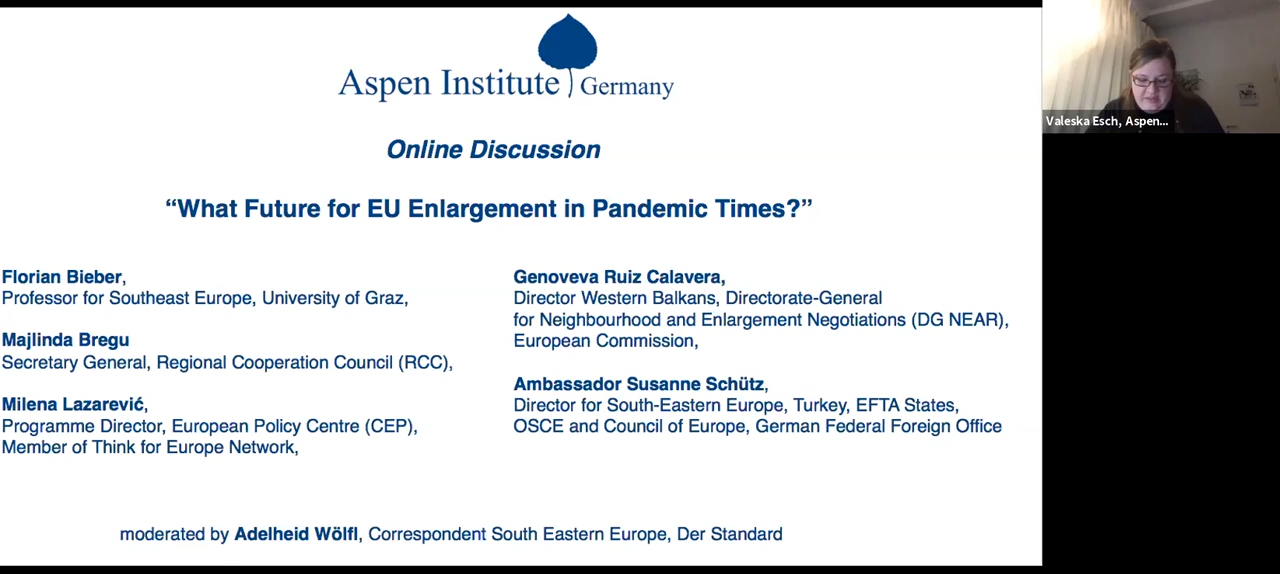 Aspen Institute Germany
Online Discussion
“What Future for EU Enlargement in Pandemic Times?”
Florian Bieber,
Professor for Southeast Europe, University of Graz,
Majlinda Bregu
Secretary General, Regional Cooperation Council (RCC),
Milena Lazarević,
Programme Director, European Policy Centre (CEP),
Member of Think for Europe Network,
Genoveva Ruiz Calavera,
Director Western Balkans, Directorate-General
for Neighbourhood and Enlargement Negotiations (DG NEAR),
European Commission,
Ambassador Susanne Schütz,
Director for South-Eastern Europe, Turkey, EFTA States,
OSCE and Council of Europe, German Federal Foreign Office
moderated by Adelheid Wölfl, Correspondent South Eastern Europe, Der Standard
Valeska Esch, Aspen...